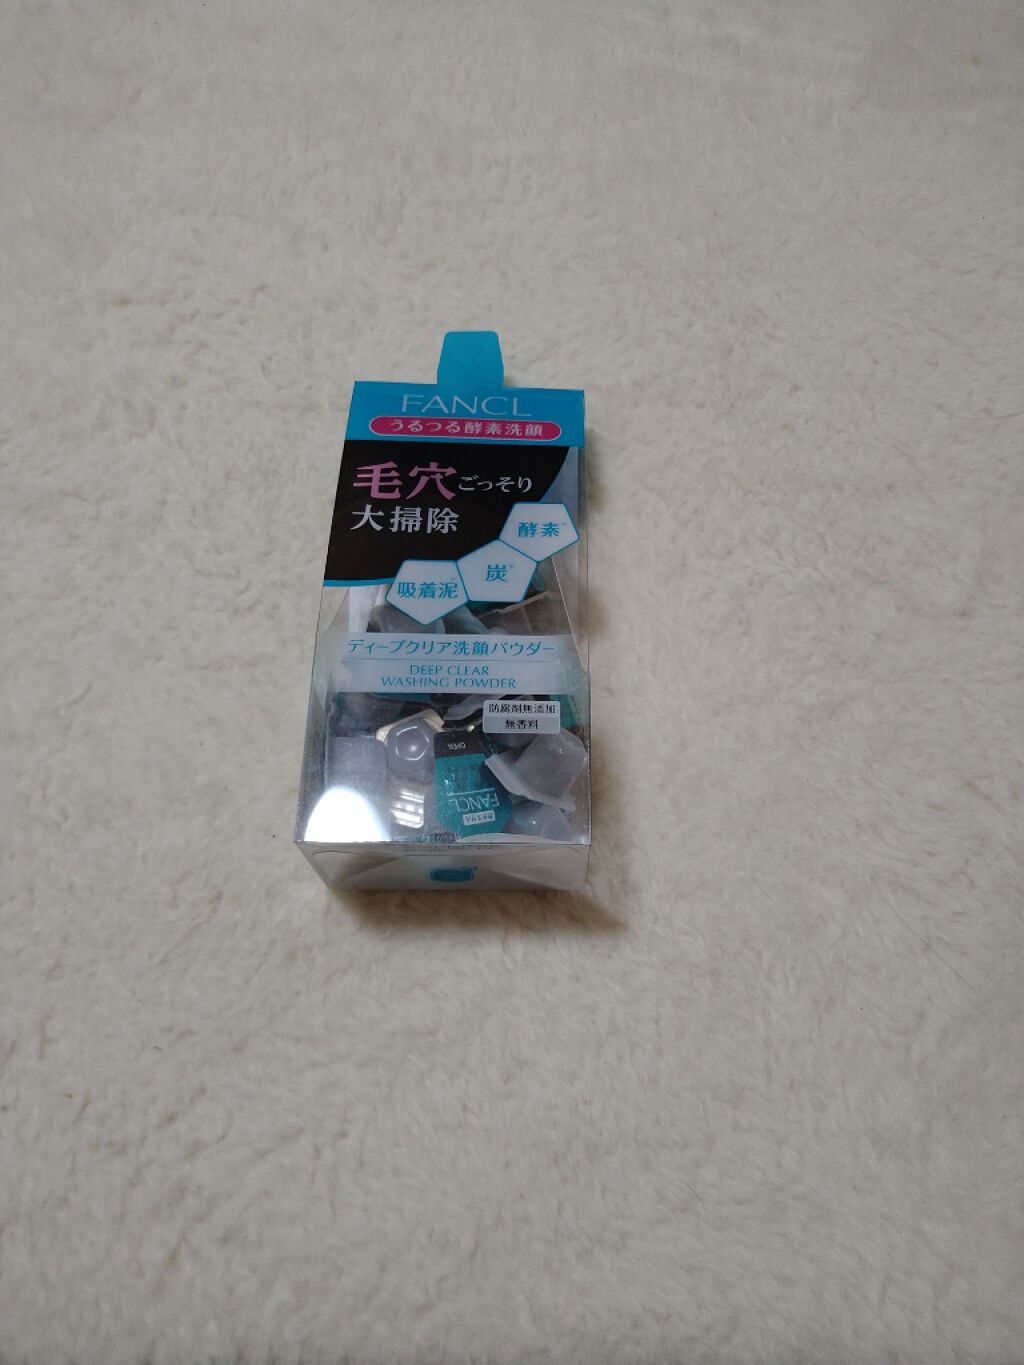 FANCL
うるつる酵素洗顔
毛穴ごっそり
大掃除
酵素※
炭※
吸着泥※
ディープクリア洗顔パウダー
DEEP CLEAR
WASHING POWDER
防腐剤無添加
無香料
OPEN
FANCL